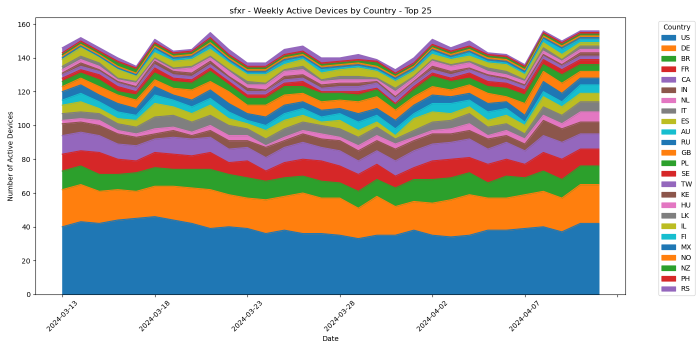 sfxr - Weekly Active Devices by Country - Top 25
Number of Active Devices
160
140
120
100
80
60
40
20
0
2024-03-13
2024-03-18
2024-03-23
2024-03-28
2024-04-02
2024-04-07
Date
Country
US
DE
BR
FR
CA
IN
NL
IT
ES
AU
RU
GB
PL
SE
TW
KE
HU
LK
IL
FI
MX
NO
NZ
PH
RS